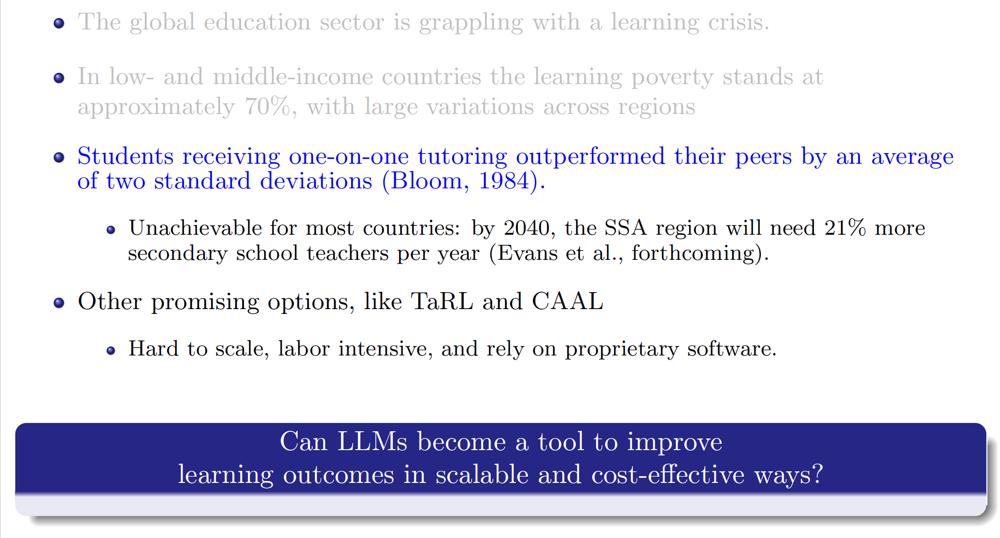 The global education sector is grappling with a learning crisis.
In low- and middle-income countries the learning poverty stands at
approximately 70%, with large variations across regions
Students receiving one-on-one tutoring outperformed their peers by an average
of two standard deviations (Bloom, 1984).
Unachievable for most countries: by 2040, the SSA region will need 21% more
secondary school teachers per year (Evans et al., forthcoming).
Other promising options, like TaRL and CAAL
Hard to scale, labor intensive, and rely on proprietary software.
Can LLMs become a tool to improve
learning outcomes in scalable and cost-effective ways?